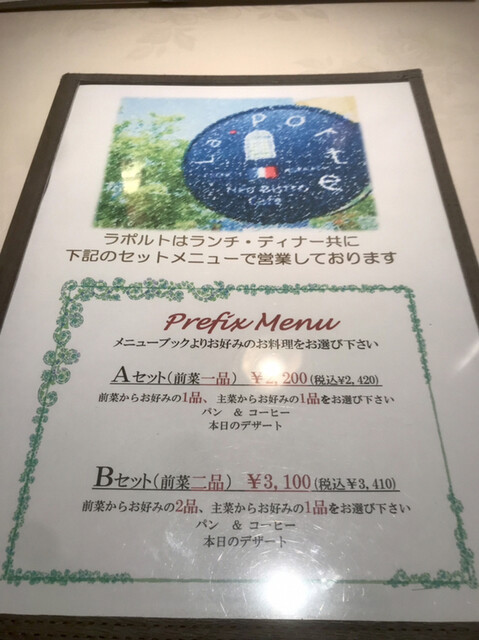 La・Porte
Neo Bistro
Café
ラポルトはランチ・ディナー共に
下記のセットメニューで営業しております
Prefix Menu
メニューブックよりお好みのお料理をお選び下さい
Aセット(前菜一品) ¥2,200(税込¥2,420)
前菜からお好みの1品、主菜からお好みの1品をお選び下さい
パン & コーヒー
本日のデザート
Bセット(前菜二品) ¥3,100(税込¥3,410)
前菜からお好みの2品、主菜からお好みの1品をお選び下さい
パン & コーヒー
本日のデザート